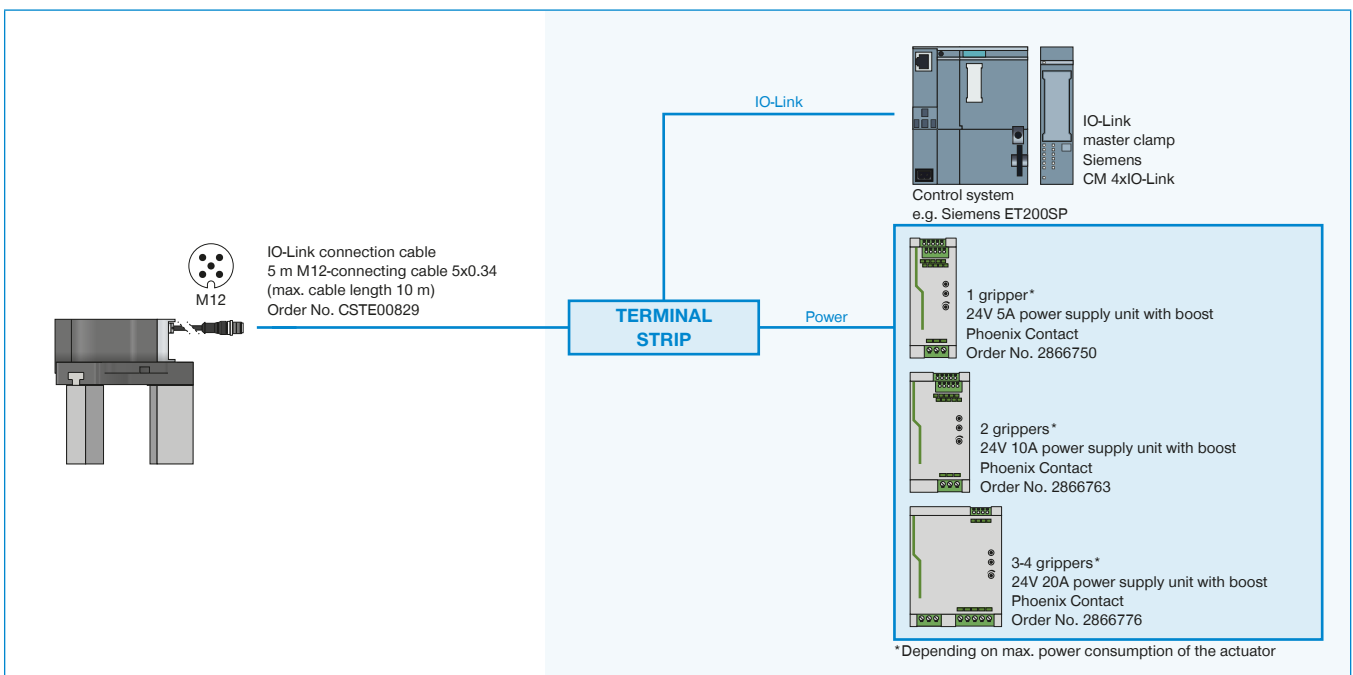 IO-Link
IO-Link
master clamp
Siemens
CM 4xIO-Link
Control system
e.g. Siemens ET200SP
IO-Link connection cable
5 m M12-connecting cable 5x0.34
(max. cable length 10 m)
Order No. CSTE00829
M12
TERMINAL
STRIP
Power
1 gripper*
24V 5A power supply unit with boost
Phoenix Contact
Order No. 2866750
2 grippers*
24V 10A power supply unit with boost
Phoenix Contact
Order No. 2866763
3-4 grippers*
24V 20A power supply unit with boost
Phoenix Contact
Order No. 2866776
*Depending on max. power consumption of the actuator